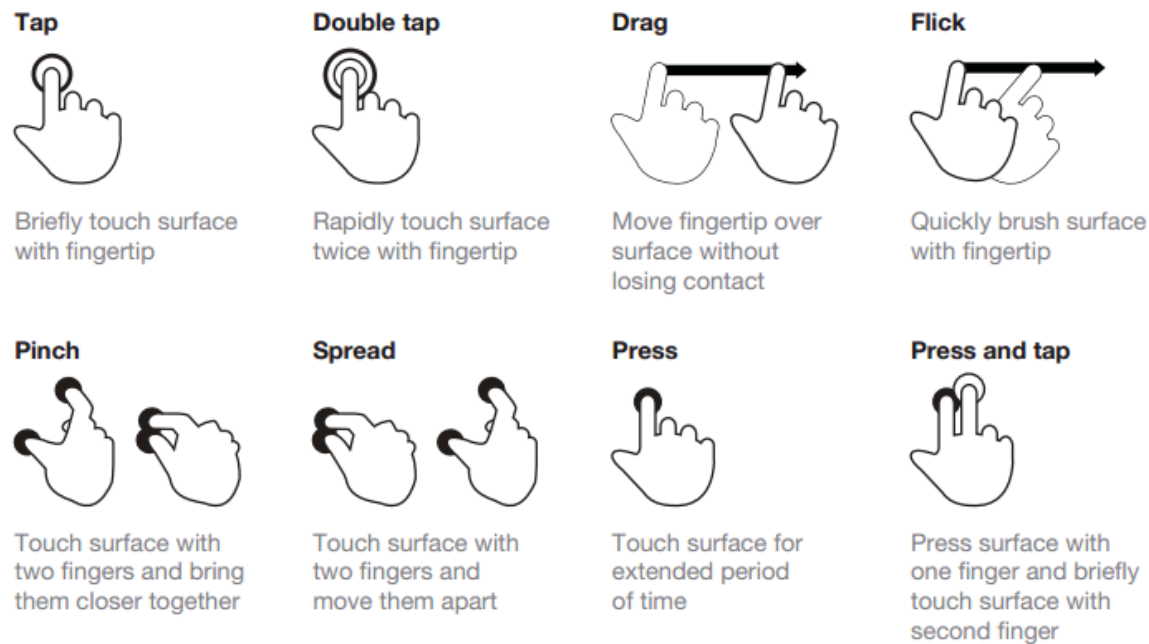 Tap
Briefly touch surface
with fingertip
Double tap
Rapidly touch surface
twice with fingertip
Drag
Move fingertip over
surface without
losing contact
Flick
Quickly brush surface
with fingertip
Pinch
Touch surface with
two fingers and bring
them closer together
Spread
Touch surface with
two fingers and
move them apart
Press
Touch surface for
extended period
of time
Press and tap
Press surface with
one finger and briefly
touch surface with
second finger